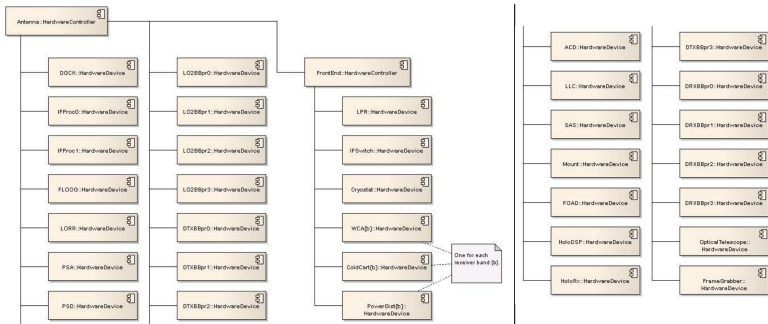 Antenna::HardwareController
DGCK::HardwareDevice
IFProc0::HardwareDevice
IFProc1::HardwareDevice
FLOOG::HardwareDevice
LORR::HardwareDevice
PSA::HardwareDevice
PSD::HardwareDevice
LO2BBpr0::HardwareDevice
LO2BBpr1::HardwareDevice
LO2BBpr2::HardwareDevice
LO2BBpr3::HardwareDevice
DTXBBpr0::HardwareDevice
DTXBBpr1::HardwareDevice
DTXBBpr2::HardwareDevice
FrontEnd::HardwareController
LPR::HardwareDevice
IFSwitch::HardwareDevice
Cryostat::HardwareDevice
WCA[b]::HardwareDevice
ColdCart[b]::HardwareDevice
PowerDist[b]::
HardwareDevice
One for each
receiver band [b].
ACD::HardwareDevice
LLC::HardwareDevice
SAS::HardwareDevice
Mount::HardwareDevice
FOAD::HardwareDevice
HoloDSP::HardwareDevice
HoloRx::HardwareDevice
DTXBBpr3::HardwareDevice
DRXBBpr0::HardwareDevice
DRXBBpr1::HardwareDevice
DRXBBpr2::HardwareDevice
DRXBBpr3::HardwareDevice
OpticalTelescope::
HardwareDevice
FrameGrabber::
HardwareDevice